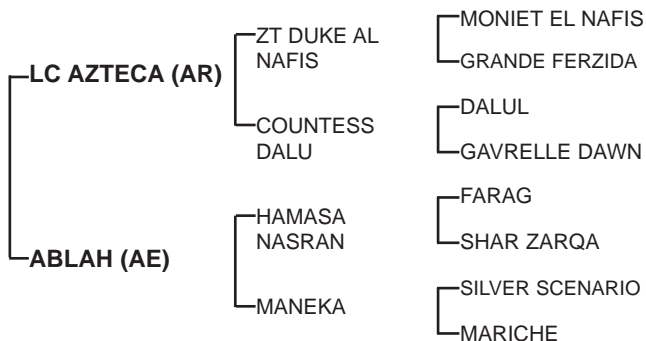 LC AZTECA (AR)
ZT DUKE AL
NAFIS
MONIET EL NAFIS
GRANDE FERZIDA
COUNTESS
DALU
DALUL
GAVRELLE DAWN
ABLAH (AE)
HAMASA
NASRAN
FARAG
SHAR ZARQA
MANEKA
SILVER SCENARIO
MARICHE